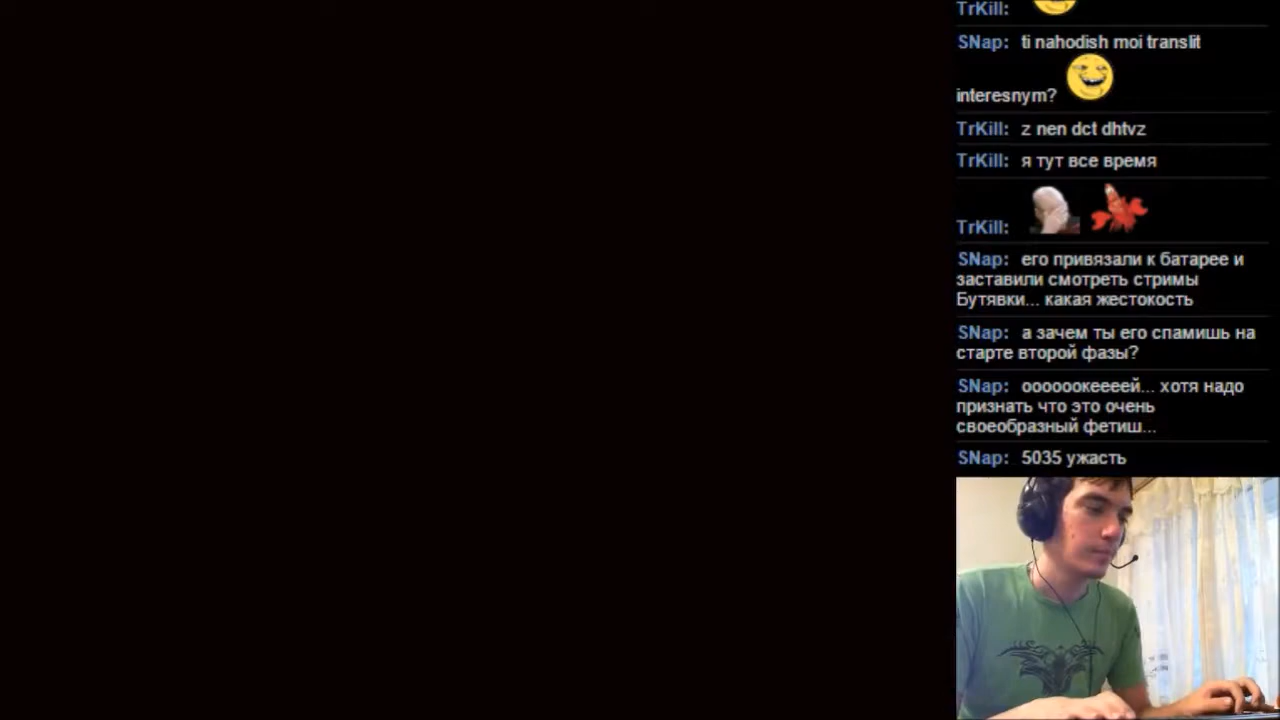 TrKill:
SNap: ti nahodish moi translit
interesnym?
TrKill: z nen dct dhtvz
TrKill: я тут все время
TrKill:
SNap: его привязали к батарее и
заставили смотреть стримы
Бутявки... какая жестокость
SNap: а зачем ты его спамишь на
старте второй фазы?
SNap: оооооокеееей... хотя надо
признать что это очень
своеобразный фетиш...
SNap: 5035 ужасть